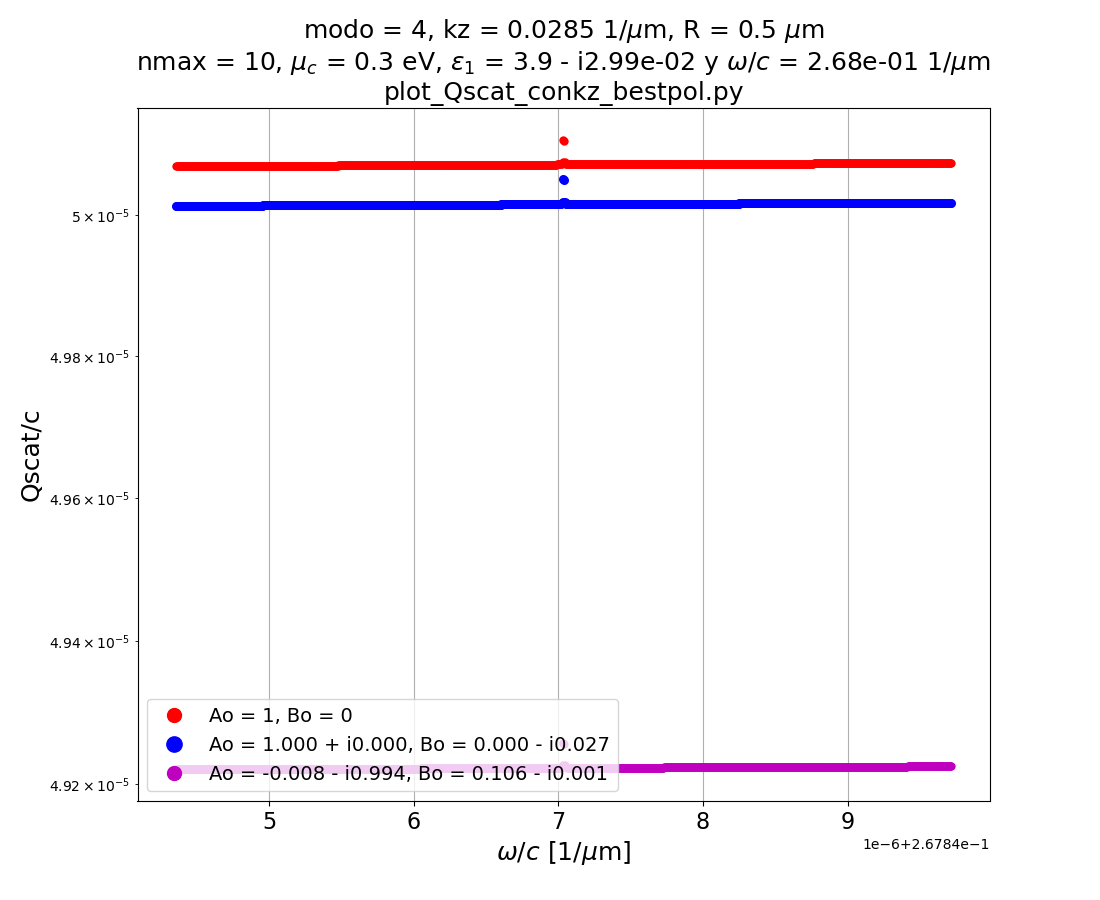 modo = 4, kz = 0.0285 1/μm, R = 0.5 μm
nmax = 10, μ_c = 0.3 eV, ε₁ = 3.9 - i2.99e-02 y ω/c = 2.68e-01 1/μm
plot_Qscat_conkz_bestpol.py
5 × 10⁻⁵
4.98 × 10⁻⁵
4.96 × 10⁻⁵
4.94 × 10⁻⁵
4.92 × 10⁻⁵
Qscat/c
Ao = 1, Bo = 0
Ao = 1.000 + i0.000, Bo = 0.000 - i0.027
Ao = -0.008 - i0.994, Bo = 0.106 - i0.001
5 6 7 8 9
1e−6+2.6784e−1
ω/c [1/μm]